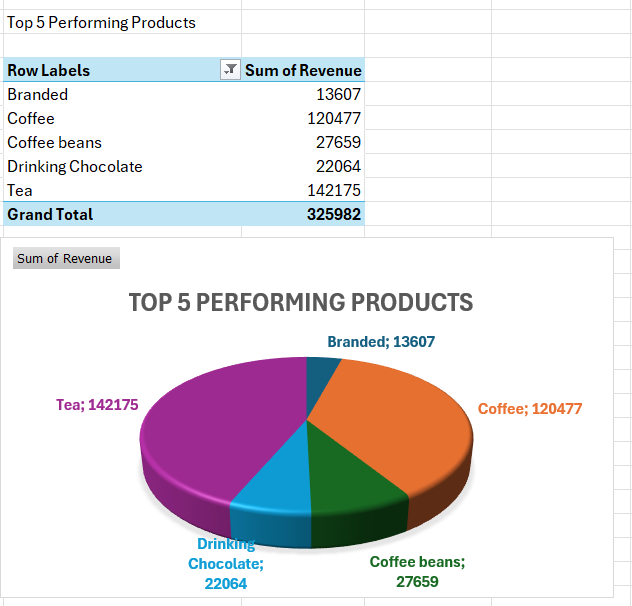 Top 5 Performing Products
Row Labels Sum of Revenue
Branded 13607
Coffee 120477
Coffee beans 27659
Drinking Chocolate 22064
Tea 142175
Grand Total 325982
Sum of Revenue
TOP 5 PERFORMING PRODUCTS
Branded; 13607
Tea; 142175
Coffee; 120477
Drinking
Chocolate;
22064
Coffee beans;
27659